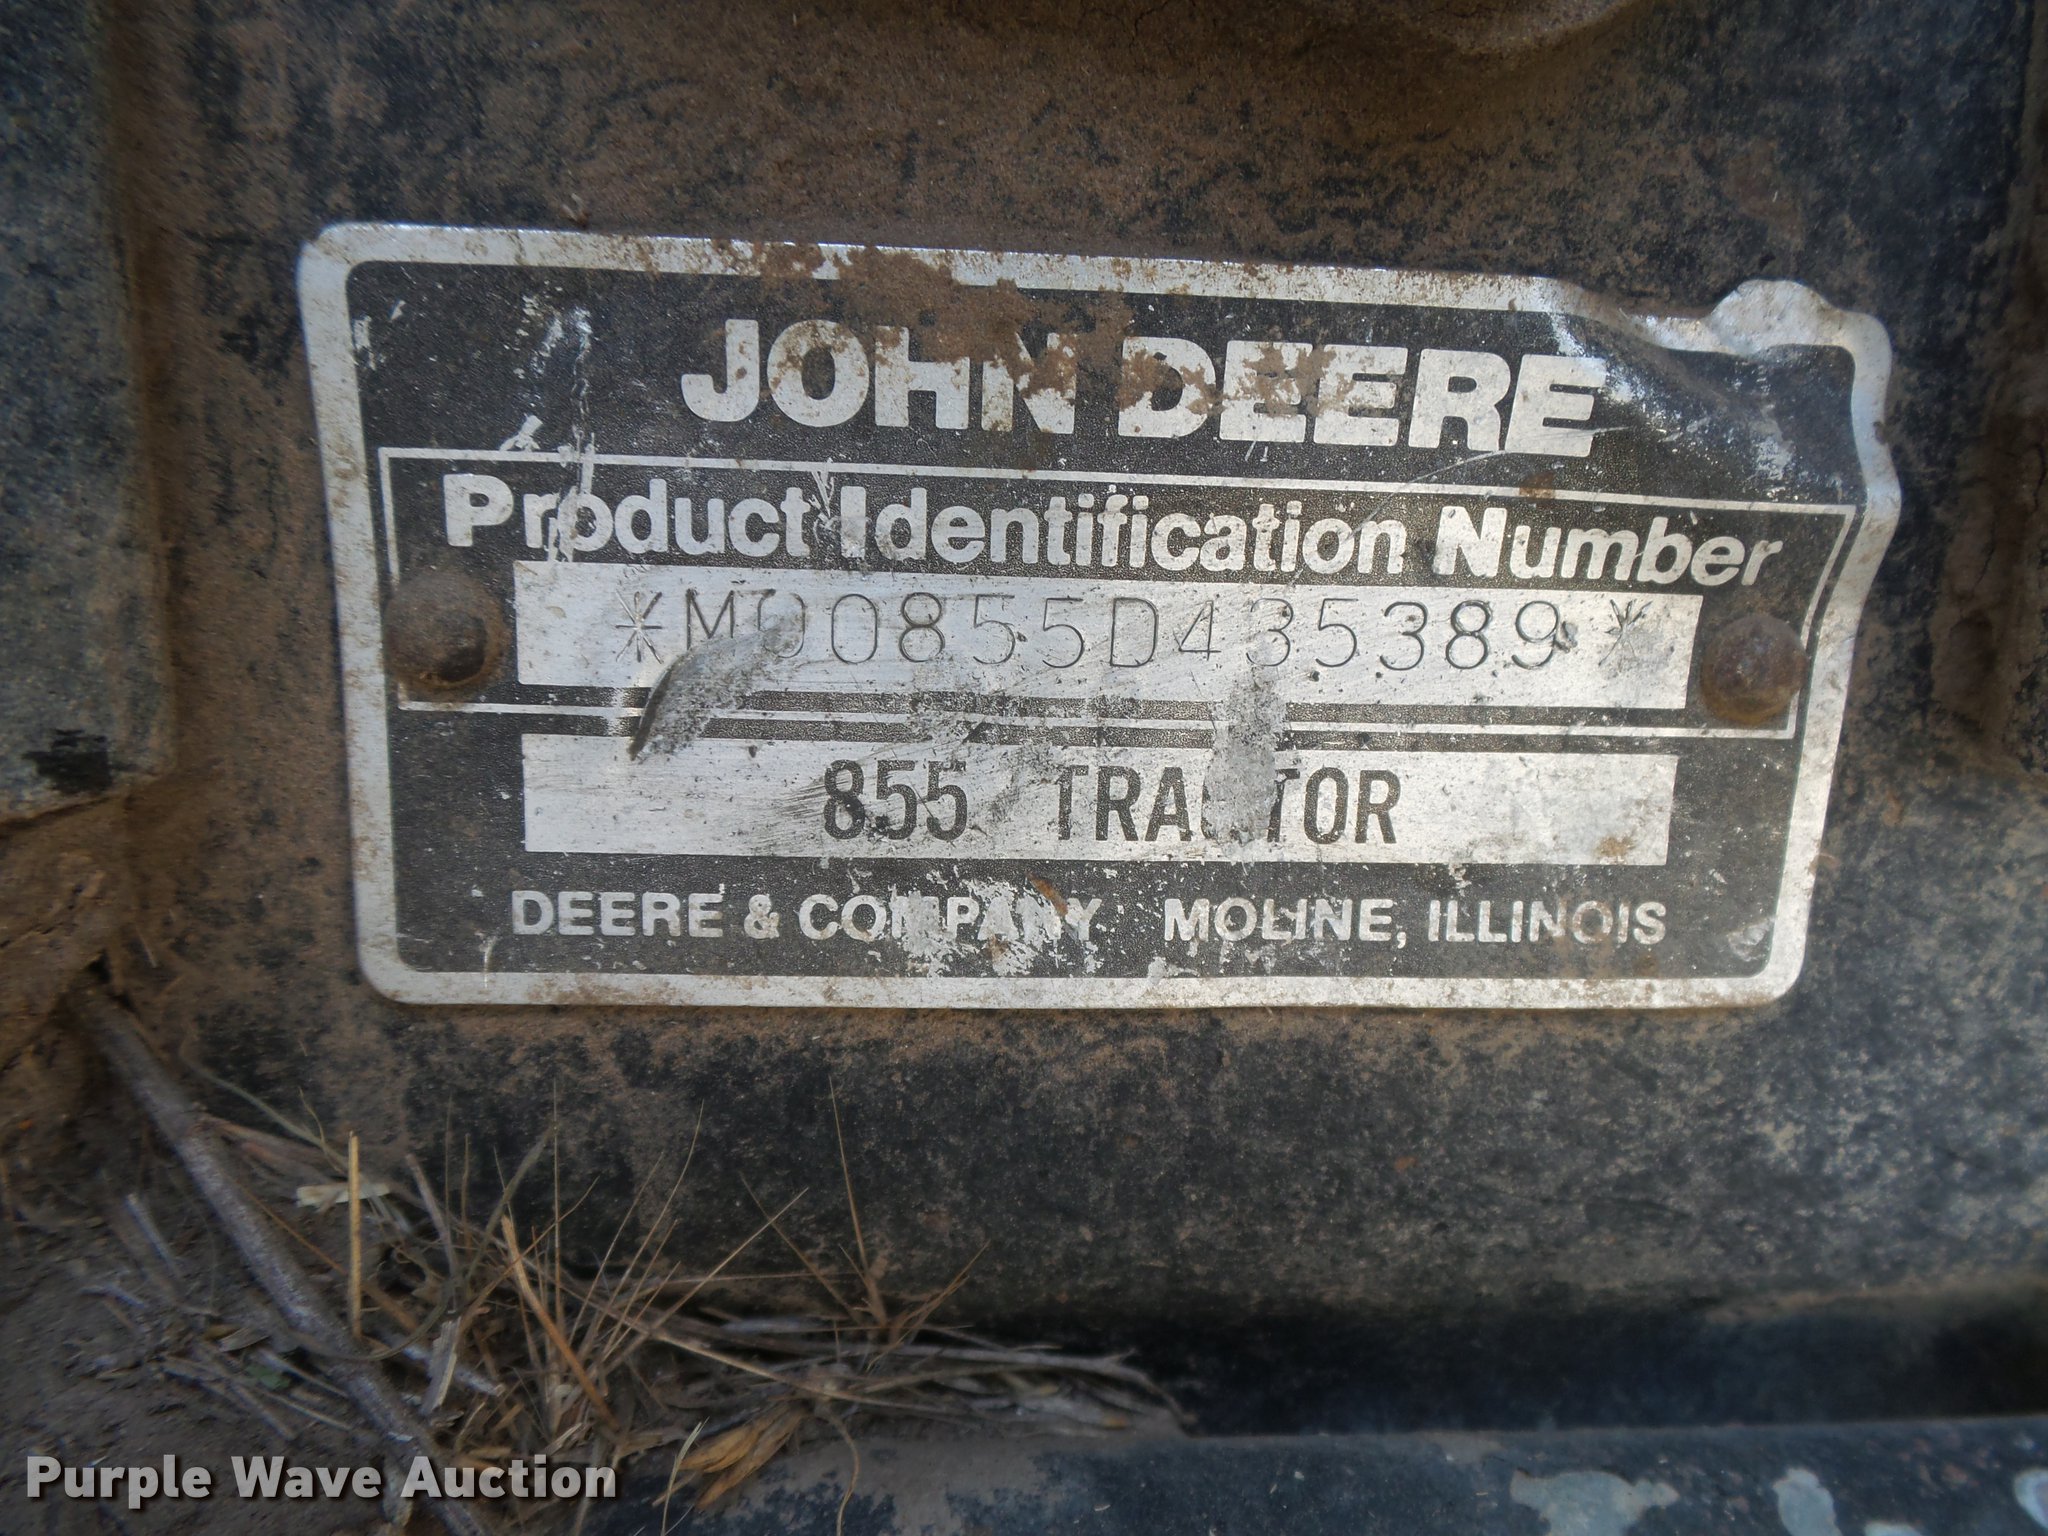 JOHN DEERE
Product Identification Number
*M00855D435389*
855 TRACTOR
DEERE & COMPANY MOLINE, ILLINOIS
Purple Wave Auction